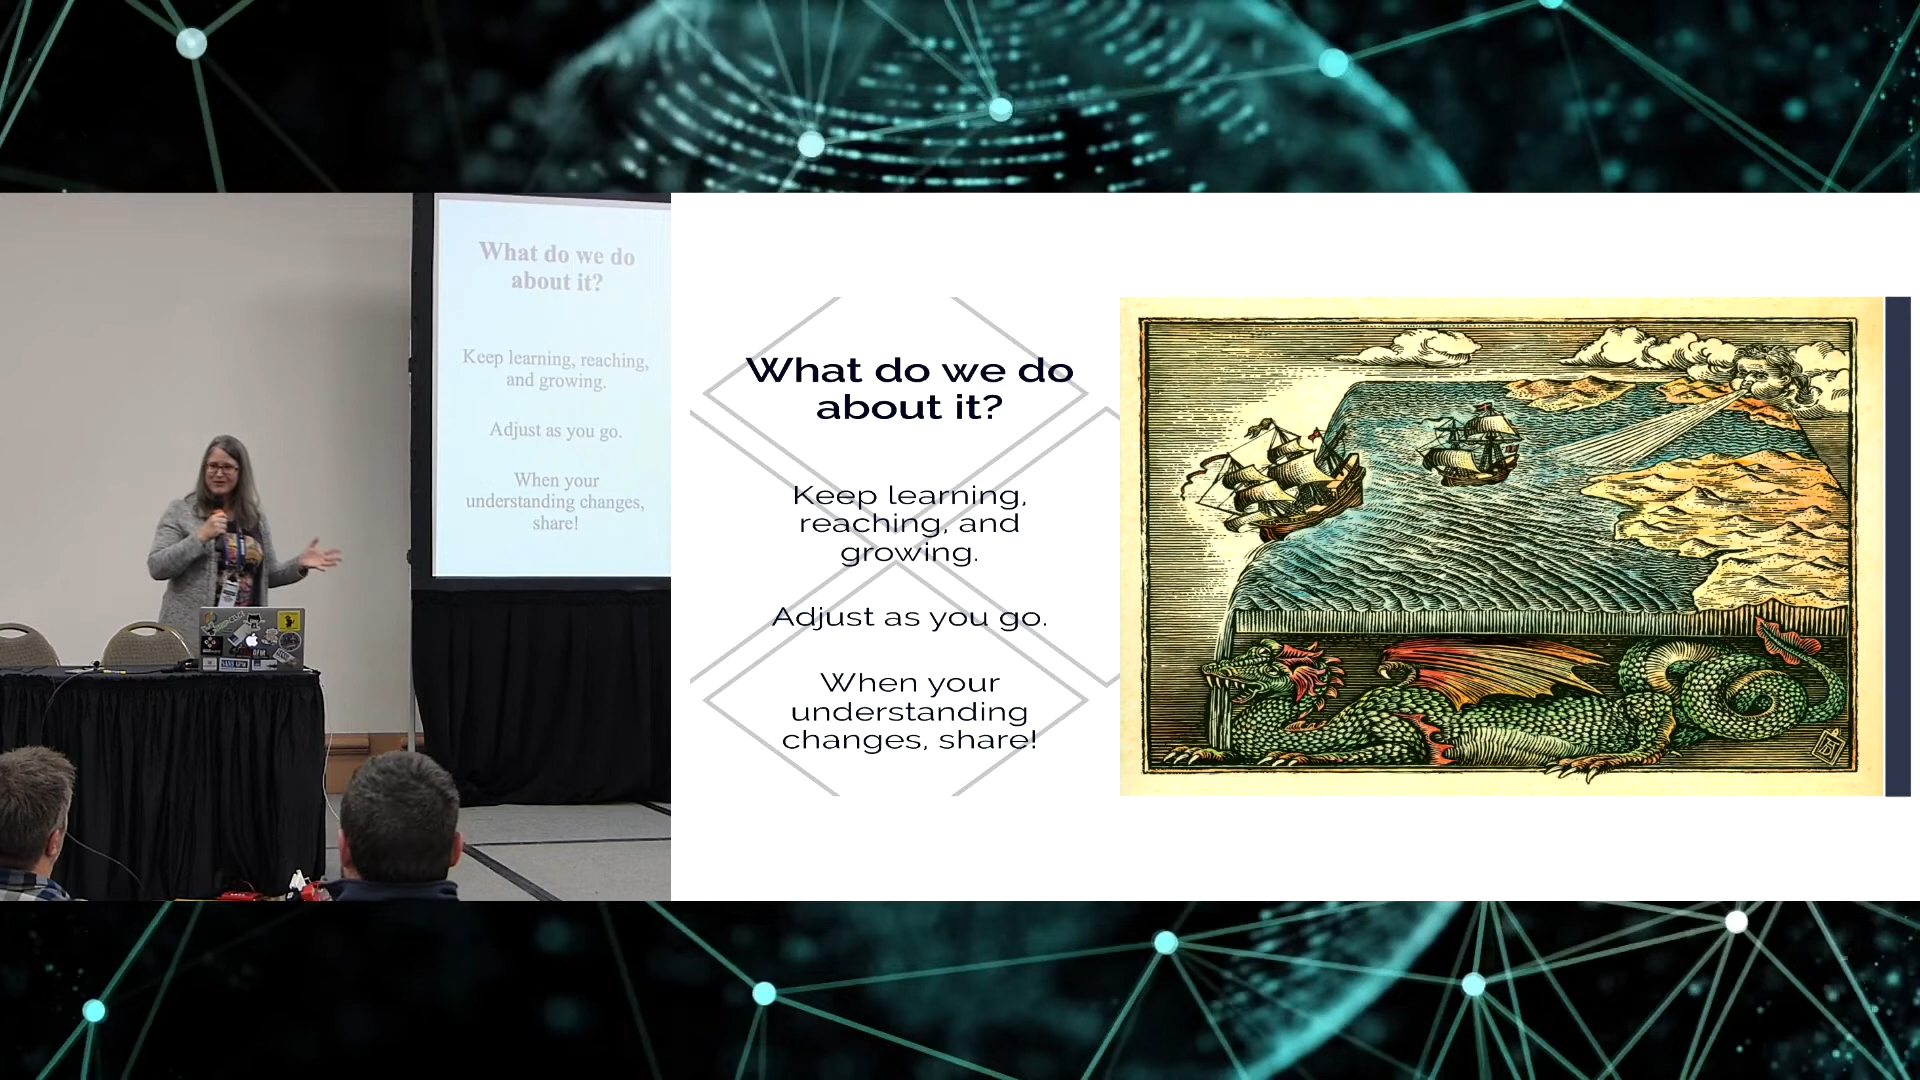 What do we do
about it?
Keep learning, reaching,
and growing.
Adjust as you go.
When your
understanding changes,
share!
What do we do
about it?
Keep learning,
reaching, and
growing.
Adjust as you go.
When your
understanding
changes, share!